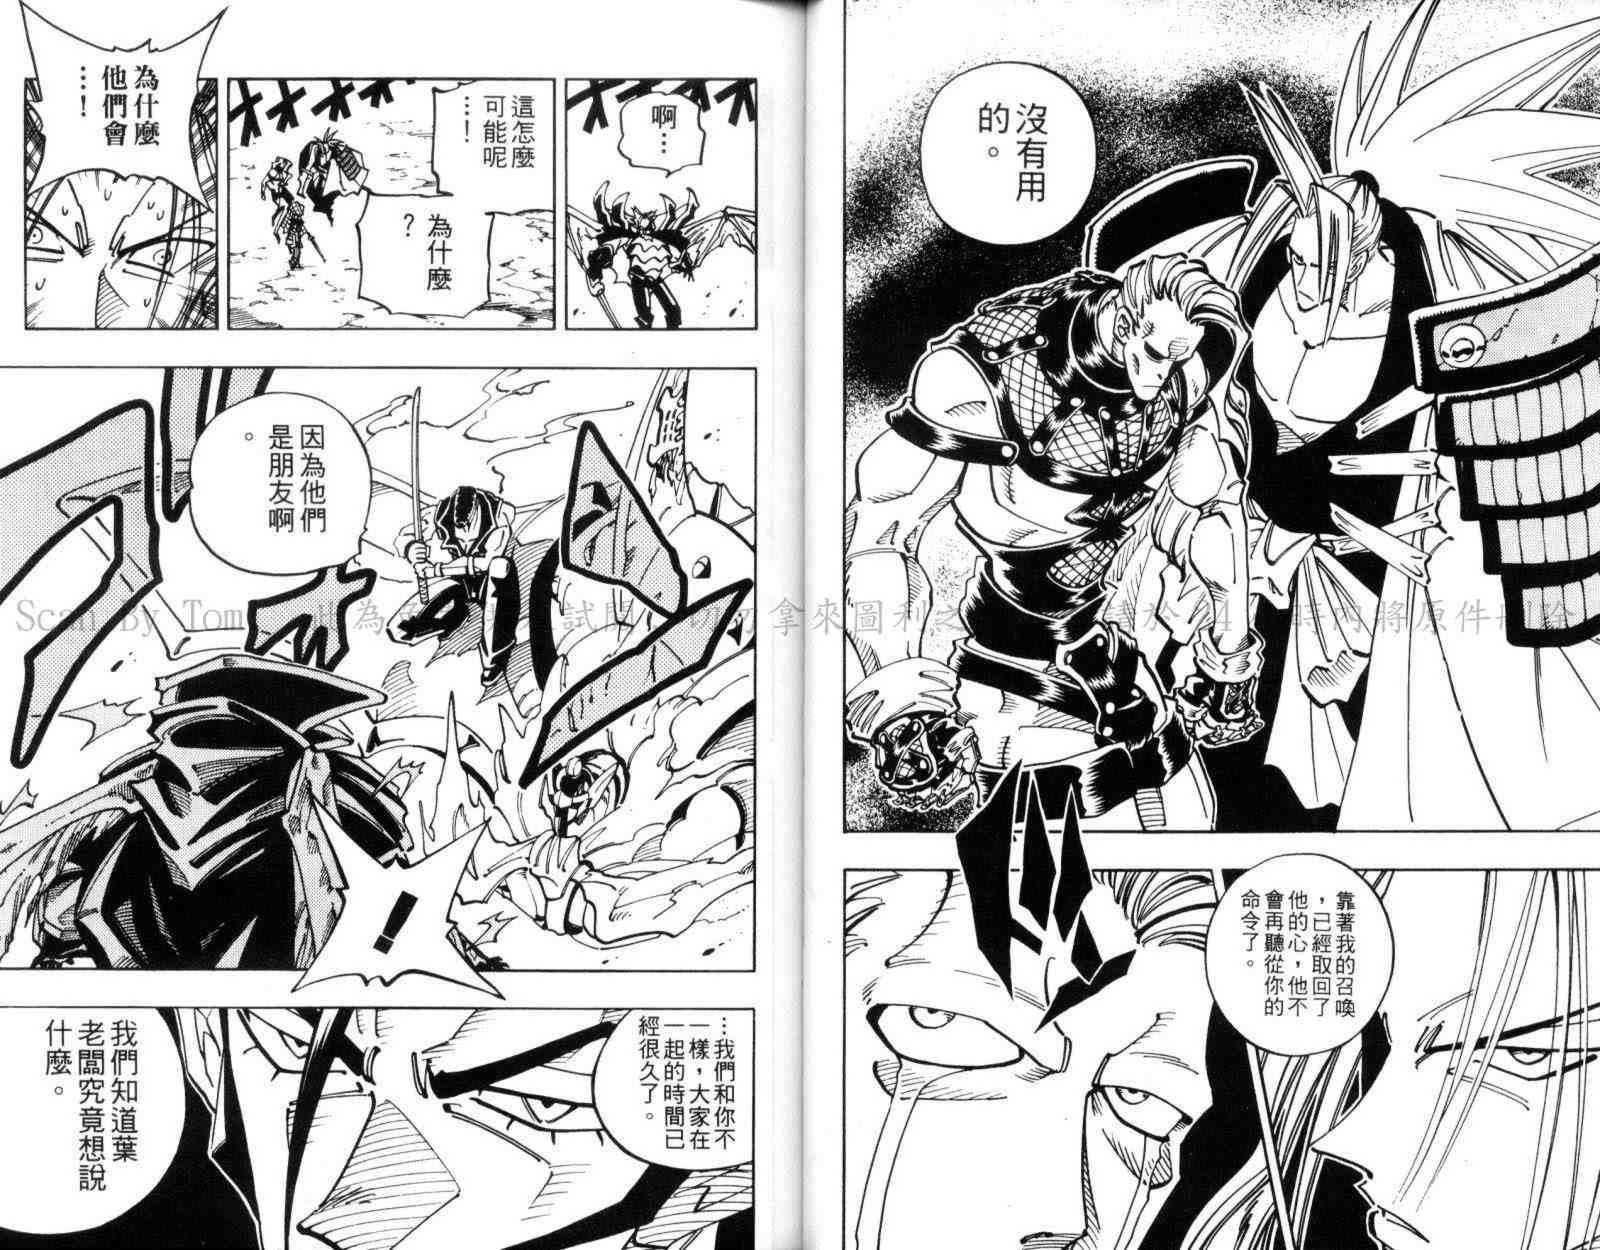 沒有用
的。
靠著我的召喚
，已經取回了
他的心，他不
會再聽從你的
命令了。
啊…
這怎麼
可能呢
…！
為什麼
？
為什麼
他們會
…！
因為他們
是朋友啊
。
！
…我們和你不
一樣，大家在
一起的時間已
經很久了。
我們知道葉
老闆究竟想說
什麼。
Scan By Tom